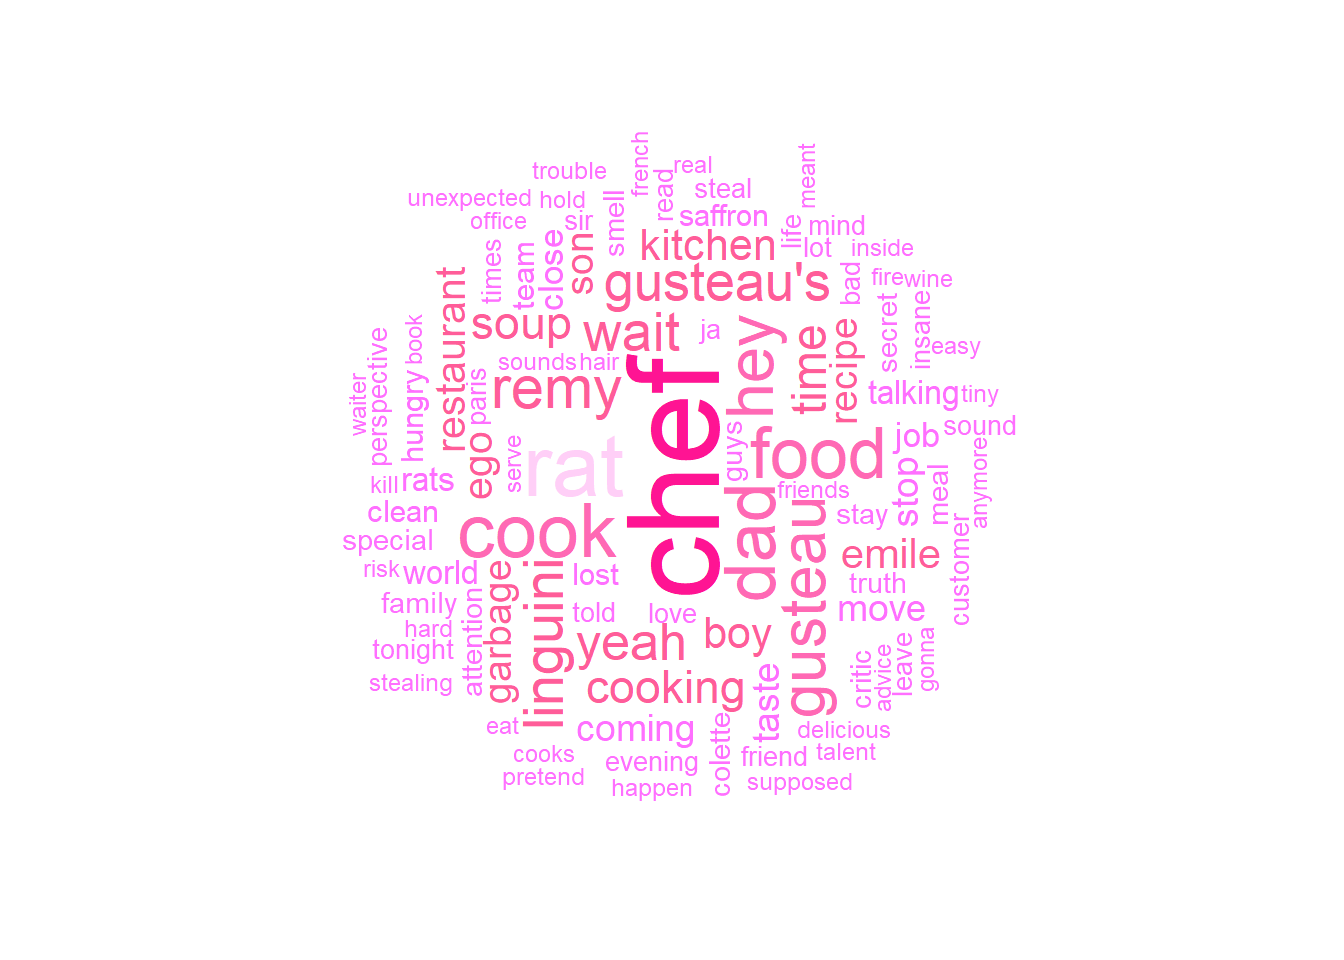 french
real
trouble
meant
steal
read
unexpected
hold
smell
saffron
office
sir
life
mind
son
kitchen
lot
inside
close
team
times
gusteau's
bad
fire
wine
restaurant
soup
wait
ja
hey
time
recipe
secret
insane
easy
book
perspective
sounds
hair
chef
waiter
hungry
paris
remy
talking
tiny
ego
serve
rat
guys
food
job
sound
kill
rats
friends
stop
meal
anymore
clean
cook
dad
gusteau
stay
special
emile
customer
risk
world
lost
truth
family
garbage
linguini
told
love
move
attention
hard
yeah
boy
tonight
critic
advice
leave
gonna
stealing
cooking
taste
eat
coming
colette
delicious
cooks
evening
friend
talent
pretend
happen
supposed